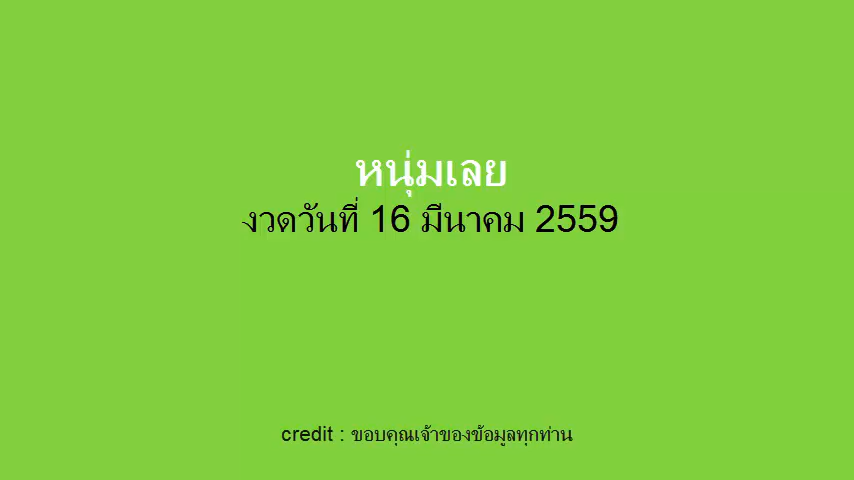 หนุ่มเลย
งวดวันที่ 16 มีนาคม 2559
credit : ขอบคุณเจ้าของข้อมูลทุกท่าน